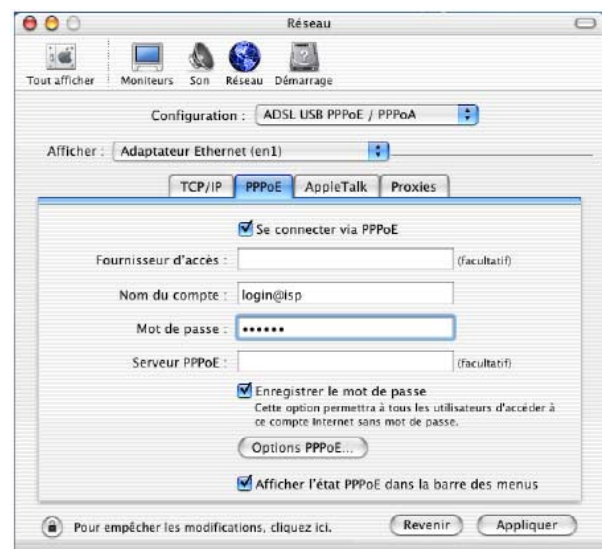 Réseau
Tout afficher Moniteurs Son Réseau Démarrage
Configuration : ADSL USB PPPoE / PPPoA
Afficher : Adaptateur Ethernet (en1)
TCP/IP PPPoE AppleTalk Proxies
Se connecter via PPPoE
Fournisseur d'accès : (facultatif)
Nom du compte : login@isp
Mot de passe : ••••••
Serveur PPPoE : (facultatif)
Enregistrer le mot de passe
Cette option permettra à tous les utilisateurs d'accéder à
ce compte Internet sans mot de passe.
Options PPPoE...
Afficher l'état PPPoE dans la barre des menus
Pour empêcher les modifications, cliquez ici. Revenir Appliquer